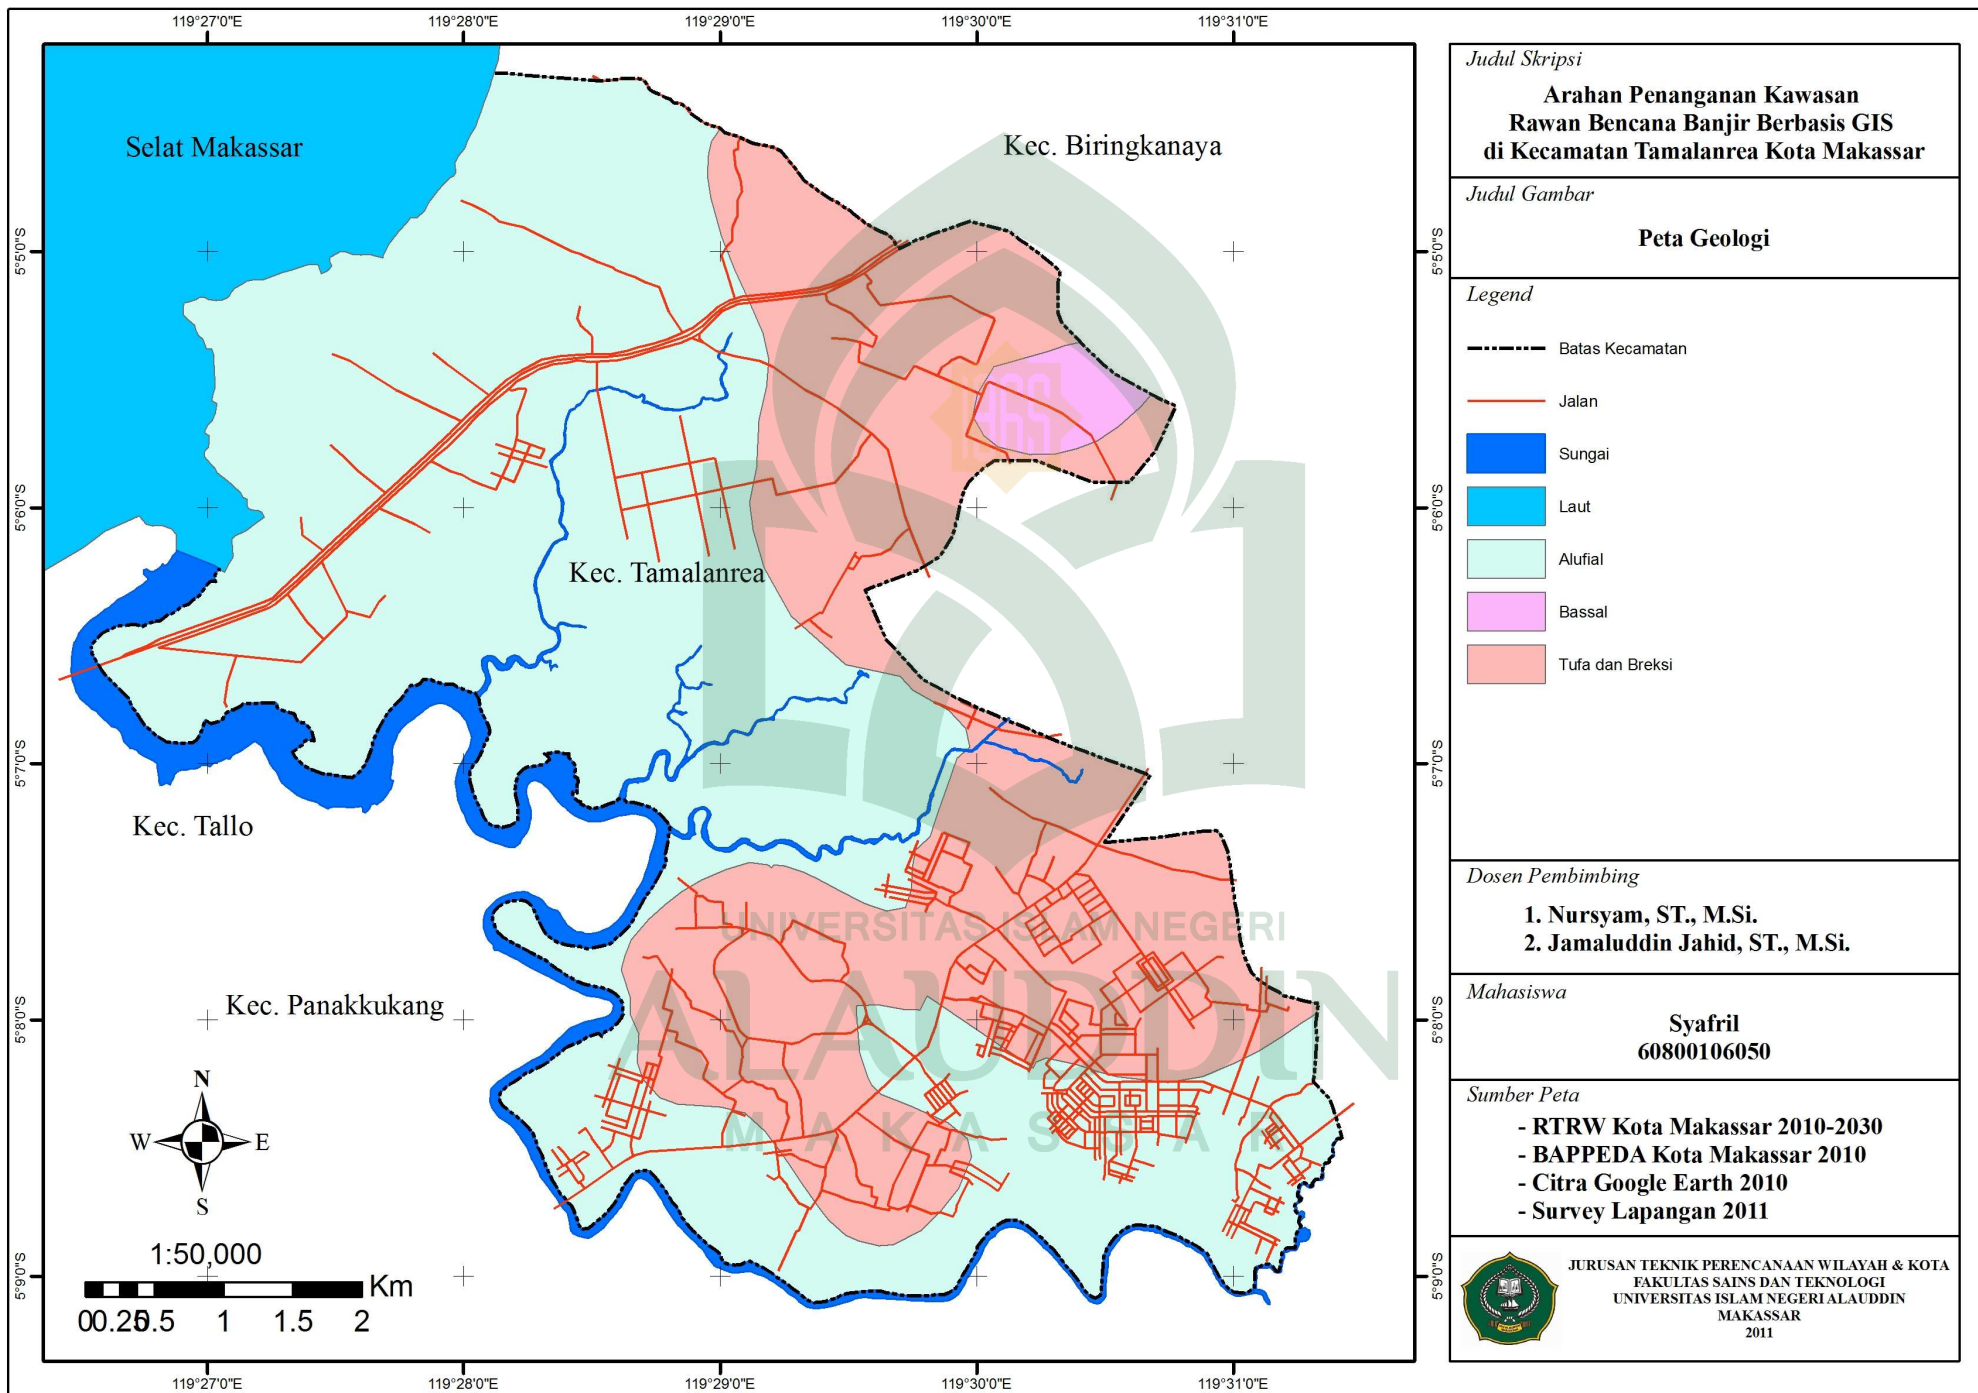 119°27'0"E
119°28'0"E
119°29'0"E
119°30'0"E
119°31'0"E
5°5'0"S
5°6'0"S
5°7'0"S
5°8'0"S
5°9'0"S
Selat Makassar
Kec. Biringkanaya
Kec. Tamalanrea
Kec. Tallo
Kec. Panakkukang
UNIVERSITAS ISLAM NEGERI
ALAUDDIN
MAKASSAR
N
W
E
S
1:50,000
Km
0 0.25 0.5 1 1.5 2
5°5'0"S
5°6'0"S
5°7'0"S
5°8'0"S
5°9'0"S
119°27'0"E
119°28'0"E
119°29'0"E
119°30'0"E
119°31'0"E
Judul Skripsi
Arahan Penanganan Kawasan
Rawan Bencana Banjir Berbasis GIS
di Kecamatan Tamalanrea Kota Makassar
Judul Gambar
Peta Geologi
Legend
Batas Kecamatan
Jalan
Sungai
Laut
Alufial
Bassal
Tufa dan Breksi
Dosen Pembimbing
1. Nursyam, ST., M.Si.
2. Jamaluddin Jahid, ST., M.Si.
Mahasiswa
Syafril
60800106050
Sumber Peta
- RTRW Kota Makassar 2010-2030
- BAPPEDA Kota Makassar 2010
- Citra Google Earth 2010
- Survey Lapangan 2011
JURUSAN TEKNIK PERENCANAAN WILAYAH & KOTA
FAKULTAS SAINS DAN TEKNOLOGI
UNIVERSITAS ISLAM NEGERI ALAUDDIN
MAKASSAR
2011